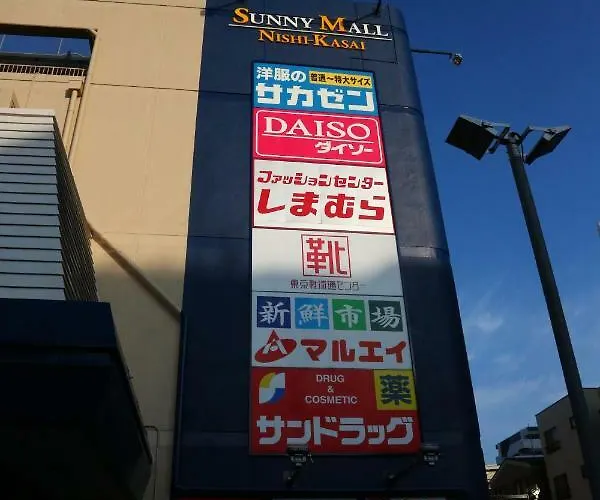 SUNNY MALL
NISHI-KASAI
洋服の 普通～特大サイズ
サカゼン
DAISO
ダイソー
ファッションセンター
しまむら
靴
東京靴流通センター
新鮮市場
マルエイ
DRUG
&
COSMETIC
薬
サンドラッグ